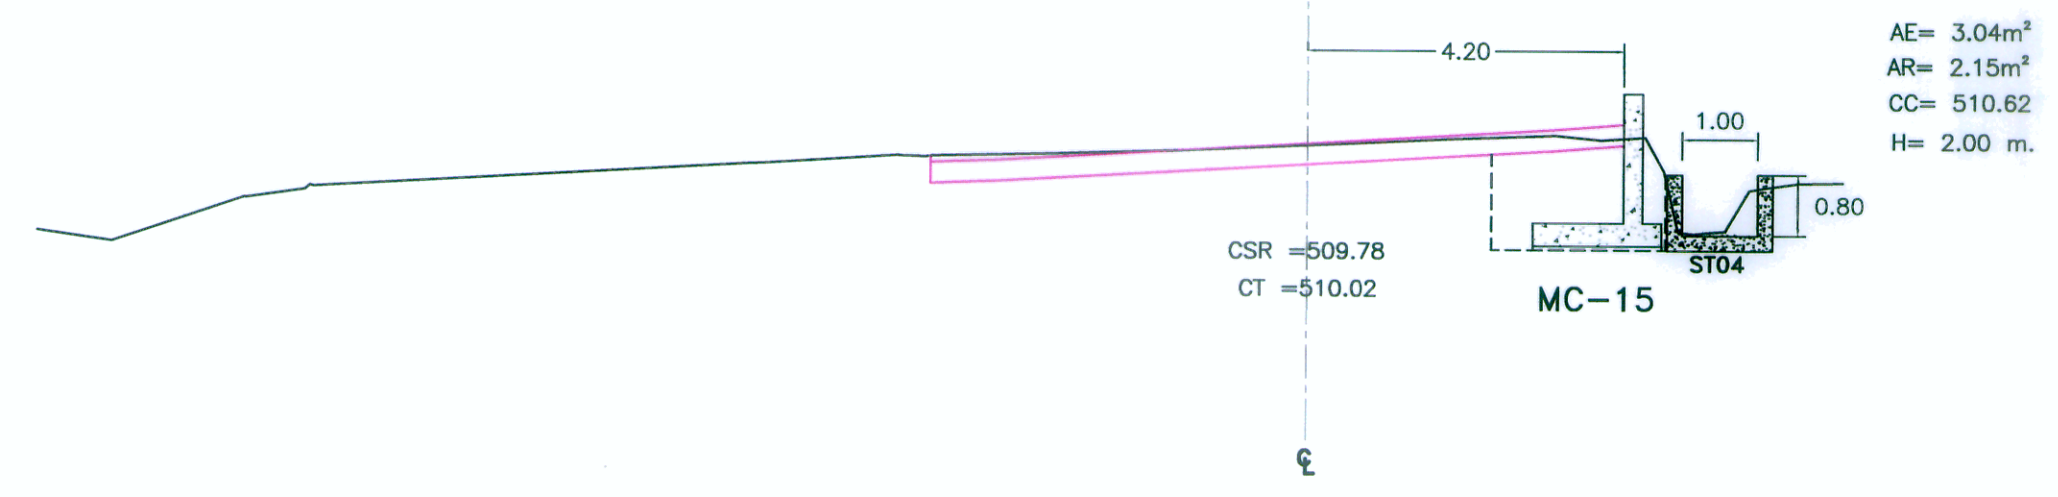 AE= 3.04m²
4.20
AR= 2.15m²
CC= 510.62
1.00
H= 2.00 m.
0.80
CSR =509.78
ST04
CT =510.02
MC-15
℄